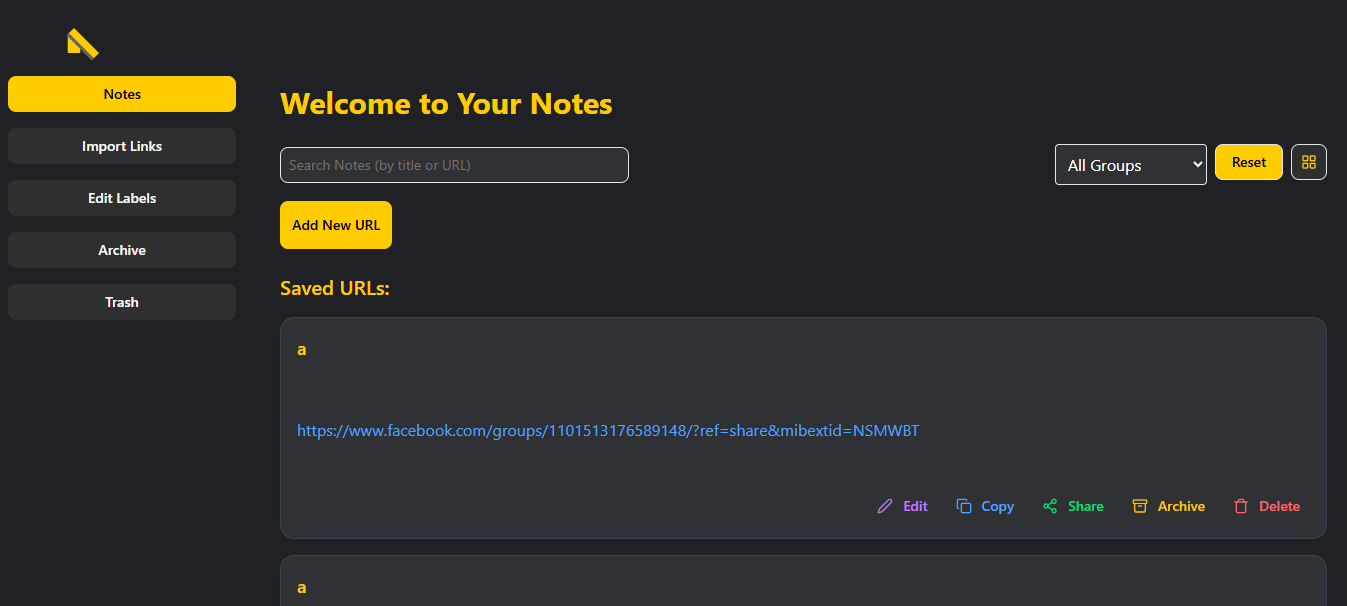 Notes
Import Links
Edit Labels
Archive
Trash
Welcome to Your Notes
Search Notes (by title or URL)
All Groups
Reset
Add New URL
Saved URLs:
a
https://www.facebook.com/groups/1101513176589148/?ref=share&mibextid=NSMWBT
Edit Copy Share Archive Delete
a